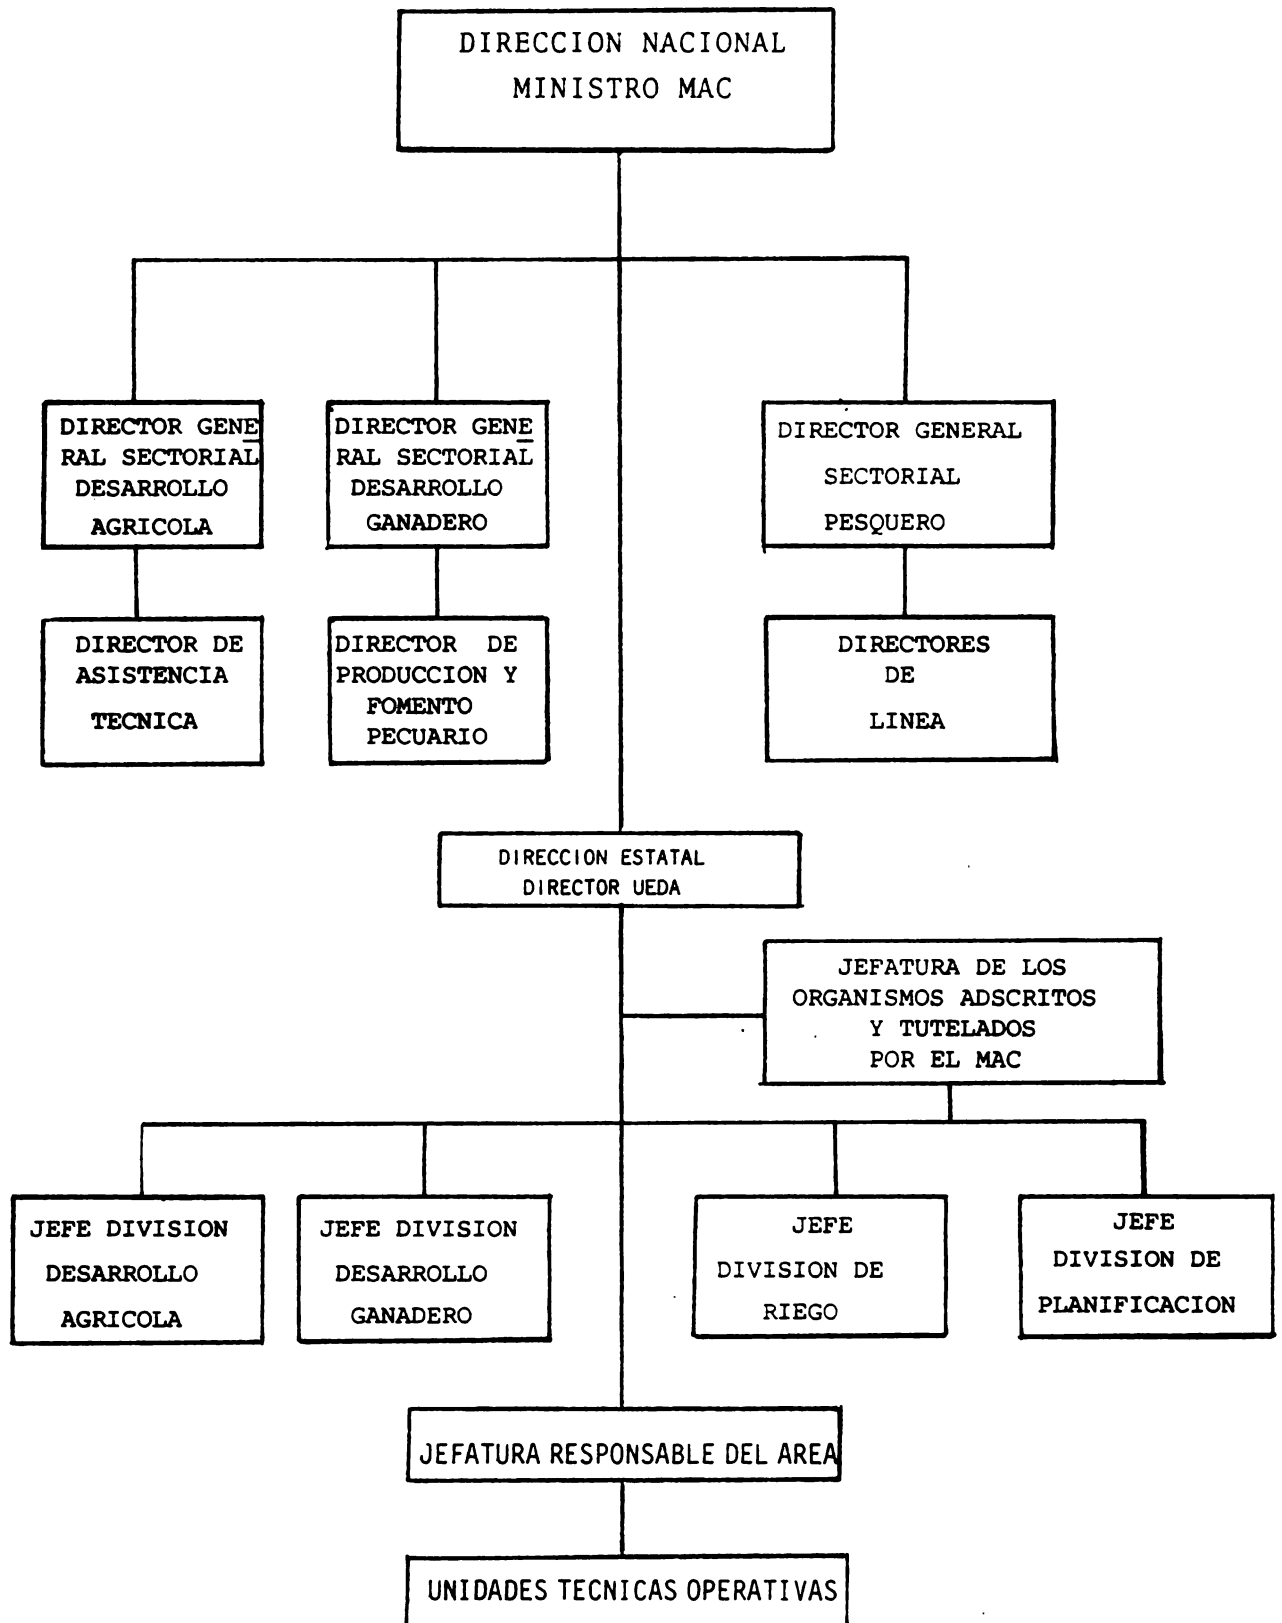 DIRECCION NACIONAL
MINISTRO MAC
DIRECTOR GENE
RAL SECTORIAL
DESARROLLO
AGRICOLA
DIRECTOR GENE
RAL SECTORIAL
DESARROLLO
GANADERO
DIRECTOR GENERAL
SECTORIAL
PESQUERO
DIRECTOR DE
ASISTENCIA
TECNICA
DIRECTOR DE
PRODUCCION Y
FOMENTO
PECUARIO
DIRECTORES
DE
LINEA
DIRECCION ESTATAL
DIRECTOR UEDA
JEFATURA DE LOS
ORGANISMOS ADSCRITOS
Y TUTELADOS
POR EL MAC
JEFE DIVISION
DESARROLLO
AGRICOLA
JEFE DIVISION
DESARROLLO
GANADERO
JEFE
DIVISION DE
RIEGO
JEFE
DIVISION DE
PLANIFICACION
JEFATURA RESPONSABLE DEL AREA
UNIDADES TECNICAS OPERATIVAS